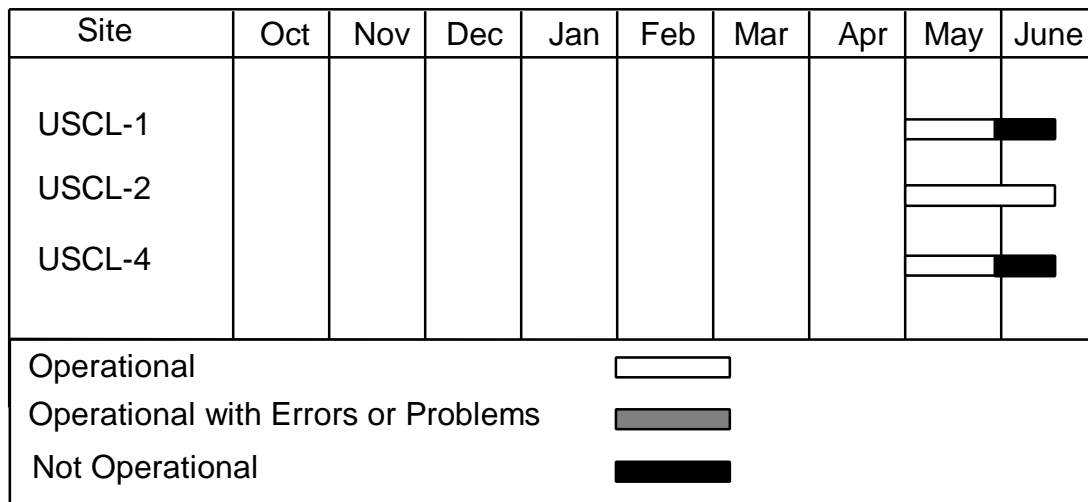 Site Oct Nov Dec Jan Feb Mar Apr May June
USCL-1
USCL-2
USCL-4
Operational
Operational with Errors or Problems
Not Operational